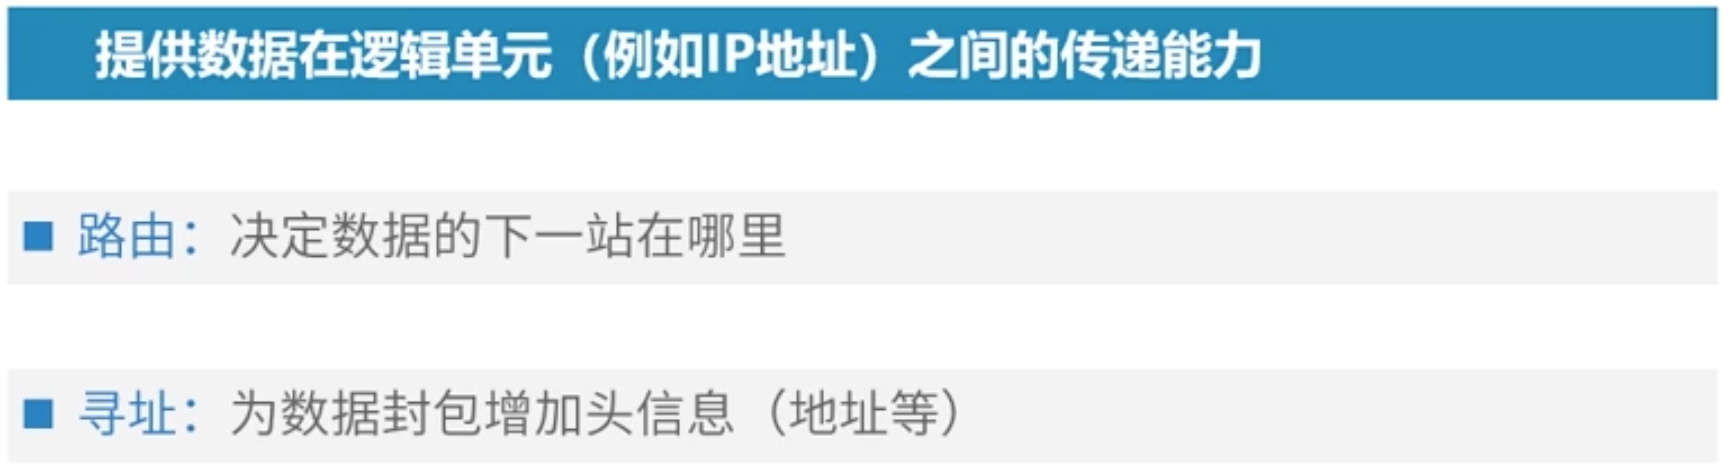 提供数据在逻辑单元（例如IP地址）之间的传递能力
■ 路由：决定数据的下一站在哪里
■ 寻址：为数据封包增加头信息（地址等）